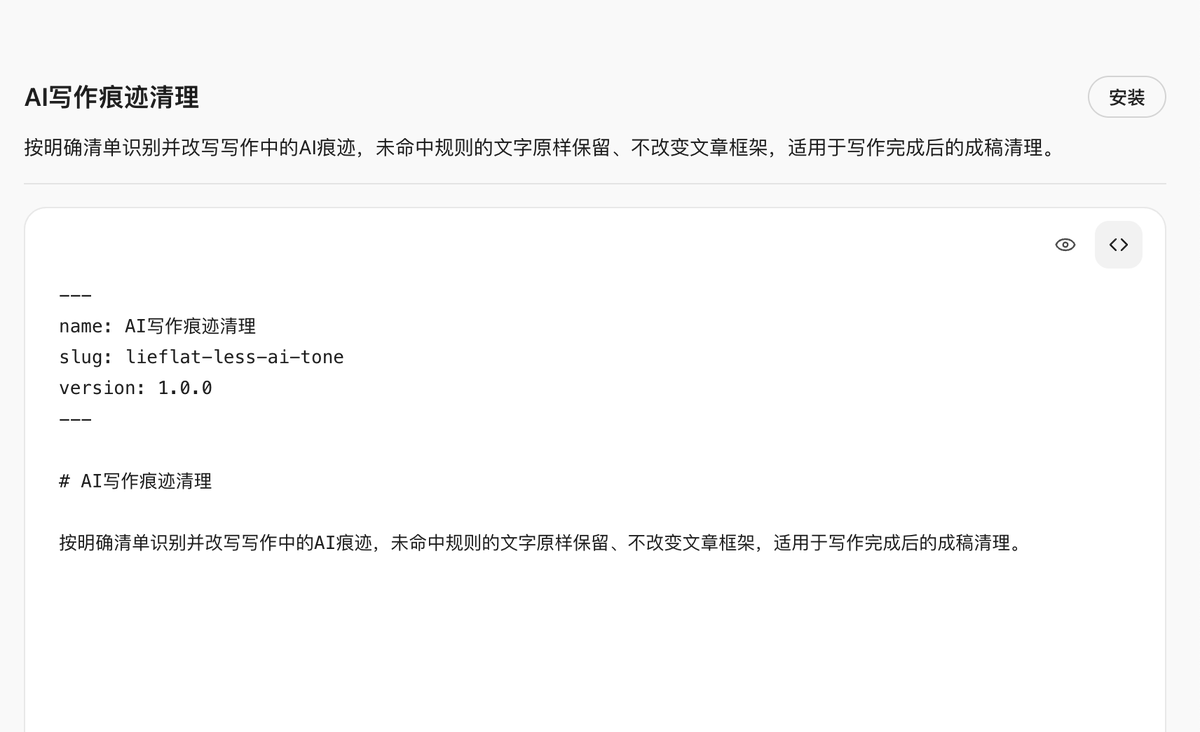 AI写作痕迹清理
安装
按明确清单识别并改写写作中的AI痕迹，未命中规则的文字原样保留、不改变文章框架，适用于写作完成后的成稿清理。
---
name: AI写作痕迹清理
slug: lieflat-less-ai-tone
version: 1.0.0
---
# AI写作痕迹清理
按明确清单识别并改写写作中的AI痕迹，未命中规则的文字原样保留、不改变文章框架，适用于写作完成后的成稿清理。